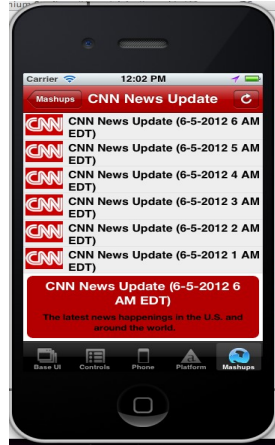 Carrier 12:02 PM
Mashups CNN News Update
CNN CNN News Update (6-5-2012 6 AM
EDT)
CNN CNN News Update (6-5-2012 5 AM
EDT)
CNN CNN News Update (6-5-2012 4 AM
EDT)
CNN CNN News Update (6-5-2012 3 AM
EDT)
CNN CNN News Update (6-5-2012 2 AM
EDT)
CNN CNN News Update (6-5-2012 1 AM
EDT)
CNN News Update (6-5-2012 6
AM EDT)
The latest news happenings in the U.S. and
around the world.
Base UI Controls Phone Platform Mashups